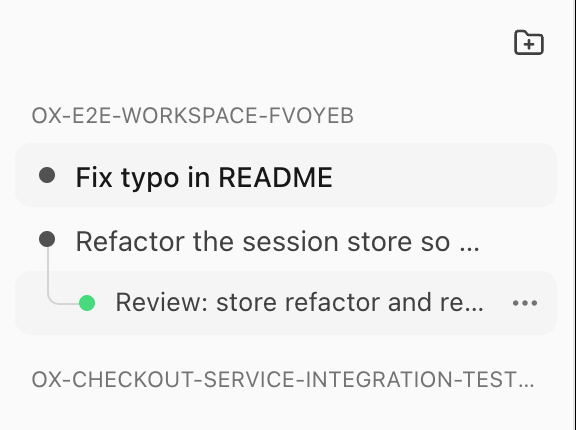 OX-E2E-WORKSPACE-FVOYEB
Fix typo in README
Refactor the session store so ...
Review: store refactor and re...
OX-CHECKOUT-SERVICE-INTEGRATION-TEST...